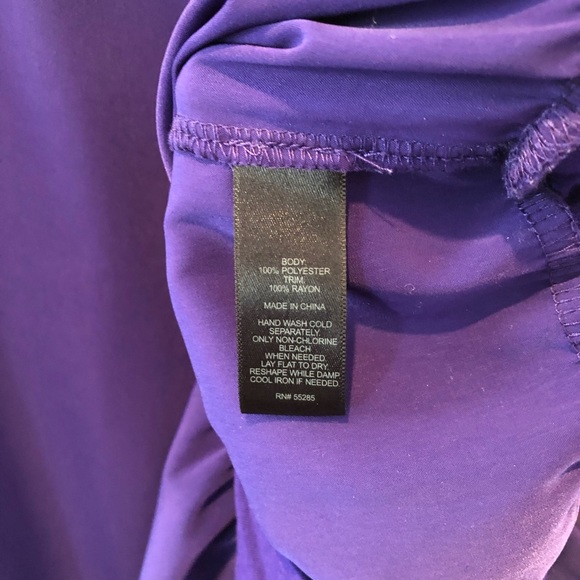 BODY:
100% POLYESTER
TRIM:
100% RAYON
MADE IN CHINA
HAND WASH COLD
SEPARATELY.
ONLY NON-CHLORINE
BLEACH
WHEN NEEDED.
LAY FLAT TO DRY.
RESHAPE WHILE DAMP
COOL IRON IF NEEDED
RN# 55285